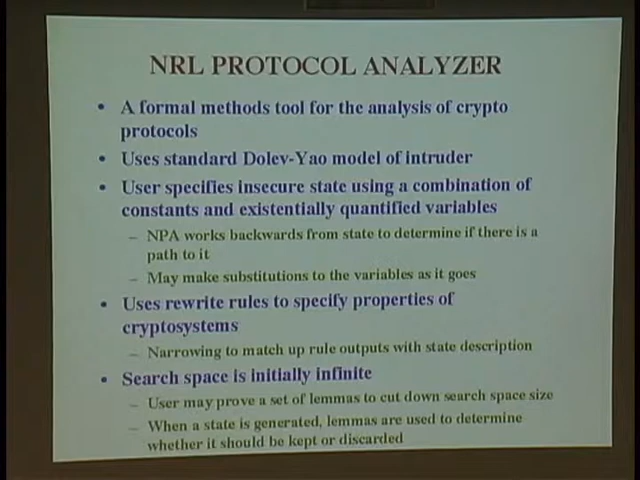 NRL PROTOCOL ANALYZER
• A formal methods tool for the analysis of crypto
protocols
• Uses standard Dolev-Yao model of intruder
• User specifies insecure state using a combination of
constants and existentially quantified variables
– NPA works backwards from state to determine if there is a
path to it
– May make substitutions to the variables as it goes
• Uses rewrite rules to specify properties of
cryptosystems
– Narrowing to match up rule outputs with state description
• Search space is initially infinite
– User may prove a set of lemmas to cut down search space size
– When a state is generated, lemmas are used to determine
whether it should be kept or discarded